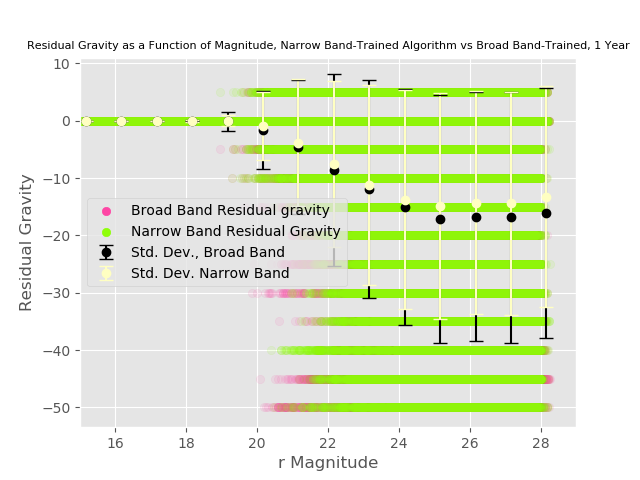 Residual Gravity as a Function of Magnitude, Narrow Band-Trained Algorithm vs Broad Band-Trained, 1 Year
10
0
−10
−20
−30
−40
−50
Residual Gravity
Broad Band Residual gravity
Narrow Band Residual Gravity
Std. Dev., Broad Band
Std. Dev. Narrow Band
16 18 20 22 24 26 28
r Magnitude